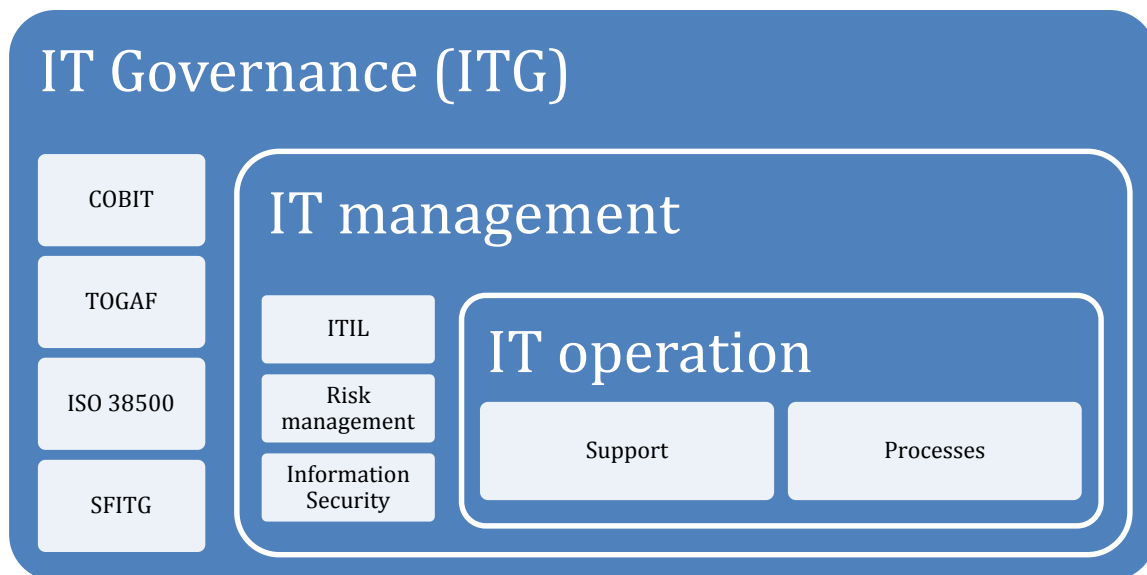 IT Governance (ITG)
COBIT
TOGAF
ISO 38500
SFITG
IT management
ITIL
Risk
management
Information
Security
IT operation
Support
Processes